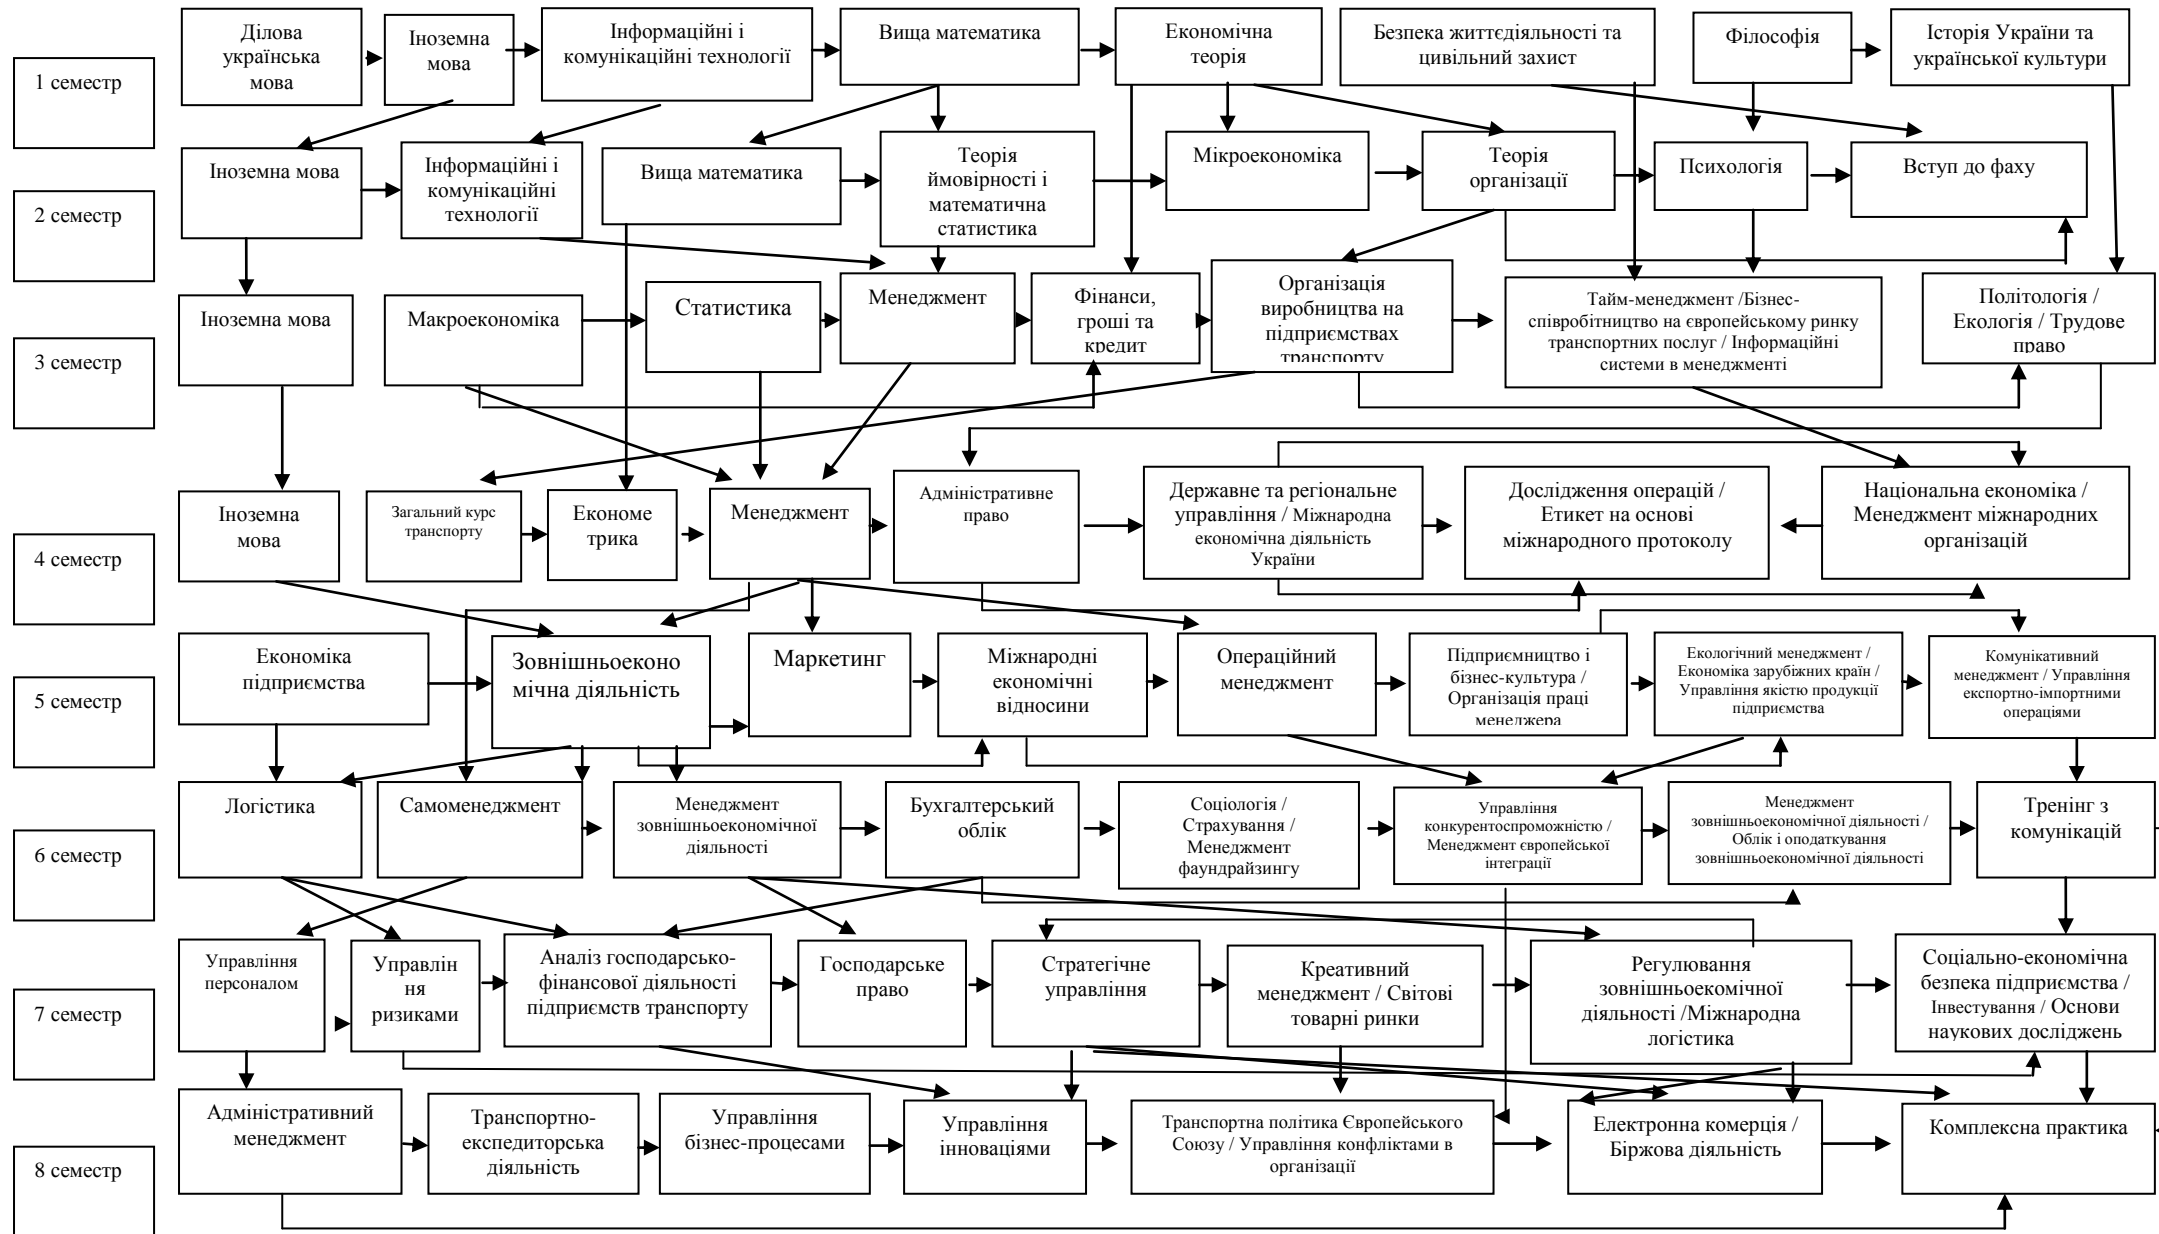 1 семестр
Ділова
українська
мова
Іноземна
мова
Інформаційні і
комунікаційні технології
Вища математика
Економічна
теорія
Безпека життєдіяльності та
цивільний захист
Філософія
Історія України та
української культури
2 семестр
Іноземна мова
Інформаційні і
комунікаційні
технології
Вища математика
Теорія
ймовірності і
математична
статистика
Мікроекономіка
Теорія
організації
Психологія
Вступ до фаху
3 семестр
Іноземна мова
Макроекономіка
Статистика
Менеджмент
Фінанси,
гроші та
кредит
Організація
виробництва на
підприємствах
транспорту
Тайм-менеджмент /Бізнес-
співробітництво на європейському ринку
транспортних послуг / Інформаційні
системи в менеджменті
Політологія /
Екологія / Трудове
право
4 семестр
Іноземна
мова
Загальний курс
транспорту
Економе
трика
Менеджмент
Адміністративне
право
Державне та регіональне
управління / Міжнародна
економічна діяльність
України
Дослідження операцій /
Етикет на основі
міжнародного протоколу
Національна економіка /
Менеджмент міжнародних
організацій
5 семестр
Економіка
підприємства
Зовнішньоеконо
мічна діяльність
Маркетинг
Міжнародні
економічні
відносини
Операційний
менеджмент
Підприємництво і
бізнес-культура /
Організація праці
менеджера
Екологічний менеджмент /
Економіка зарубіжних країн /
Управління якістю продукції
підприємства
Комунікативний
менеджмент / Управління
експортно-імпортними
операціями
6 семестр
Логістика
Самоменеджмент
Менеджмент
зовнішньоекономічної
діяльності
Бухгалтерський
облік
Соціологія /
Страхування /
Менеджмент
фаундрайзингу
Управління
конкурентоспроможністю /
Менеджмент європейської
інтеграції
Менеджмент
зовнішньоекономічної діяльності /
Облік і оподаткування
зовнішньоекономічної діяльності
Тренінг з
комунікацій
7 семестр
Управління
персоналом
Управлін
ня
ризиками
Аналіз господарсько-
фінансової діяльності
підприємств транспорту
Господарське
право
Стратегічне
управління
Креативний
менеджмент / Світові
товарні ринки
Регулювання
зовнішньоекомічної
діяльності /Міжнародна
логістика
Соціально-економічна
безпека підприємства /
Інвестування / Основи
наукових досліджень
8 семестр
Адміністративний
менеджмент
Транспортно-
експедиторська
діяльність
Управління
бізнес-процесами
Управління
інноваціями
Транспортна політика Європейського
Союзу / Управління конфліктами в
організації
Електронна комерція /
Біржова діяльність
Комплексна практика